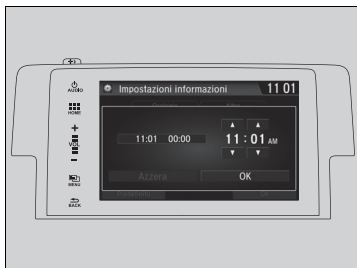 AUDIO
Impostazioni informazioni 11 01
HOME
+
VOL
−
11:01 00:00 11 : 01 AM
Azzera OK
MENU
BACK